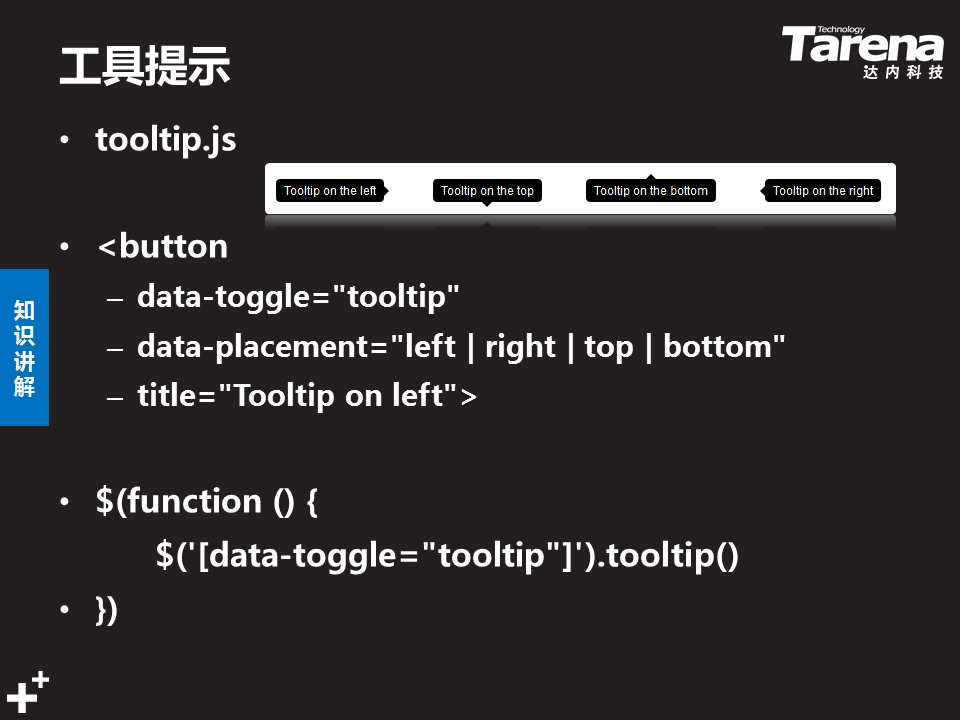 工具提示
Technology
Tarena
达内科技
• tooltip.js
Tooltip on the left
Tooltip on the top
Tooltip on the bottom
Tooltip on the right
• <button
– data-toggle="tooltip"
– data-placement="left | right | top | bottom"
– title="Tooltip on left">
知识讲解
• $(function () {
$('[data-toggle="tooltip"]').tooltip()
• })